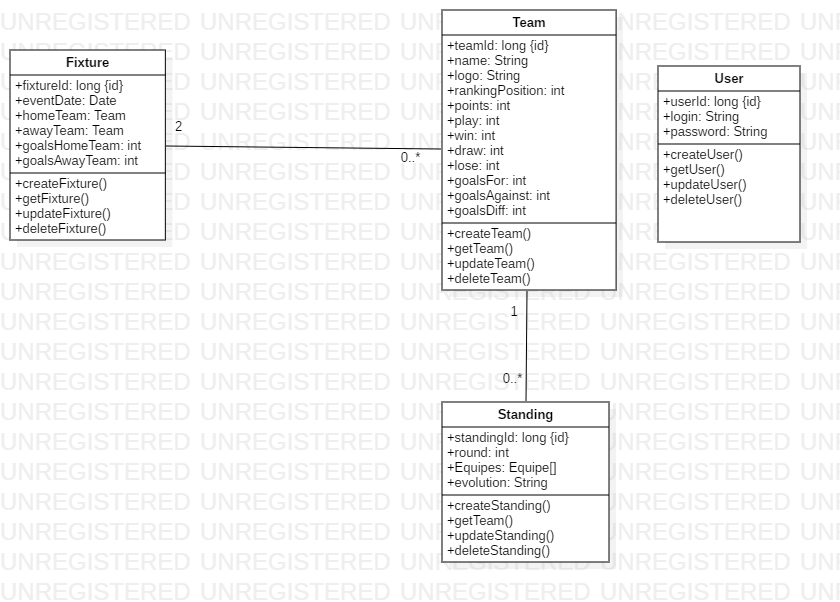 Fixture
+fixtureId: long {id}
+eventDate: Date
+homeTeam: Team
+awayTeam: Team
+goalsHomeTeam: int
+goalsAwayTeam: int
+createFixture()
+getFixture()
+updateFixture()
+deleteFixture()
2
0..*
Team
+teamId: long {id}
+name: String
+logo: String
+rankingPosition: int
+points: int
+play: int
+win: int
+draw: int
+lose: int
+goalsFor: int
+goalsAgainst: int
+goalsDiff: int
+createTeam()
+getTeam()
+updateTeam()
+deleteTeam()
User
+userId: long {id}
+login: String
+password: String
+createUser()
+getUser()
+updateUser()
+deleteUser()
1
0..*
Standing
+standingId: long {id}
+round: int
+Equipes: Equipe[]
+evolution: String
+createStanding()
+getTeam()
+updateStanding()
+deleteStanding()
UNREGISTERED